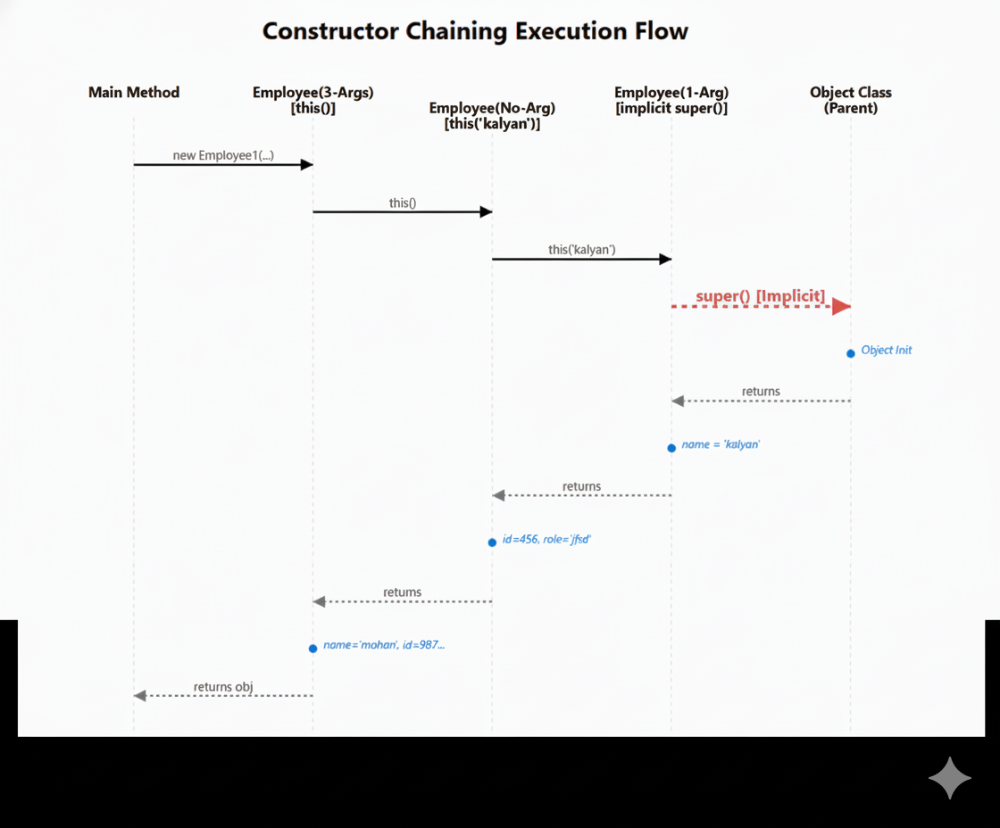 Constructor Chaining Execution Flow
Main Method
Employee(3-Args)
[this()]
Employee(No-Arg)
[this('kalyan')]
Employee(1-Arg)
[implicit super()]
Object Class
(Parent)
new Employee1(...)
this()
this('kalyan')
super() [Implicit]
Object Init
returns
name = 'kalyan'
returns
id=456, role='jfsd'
returns
name='mohan', id=987...
returns obj